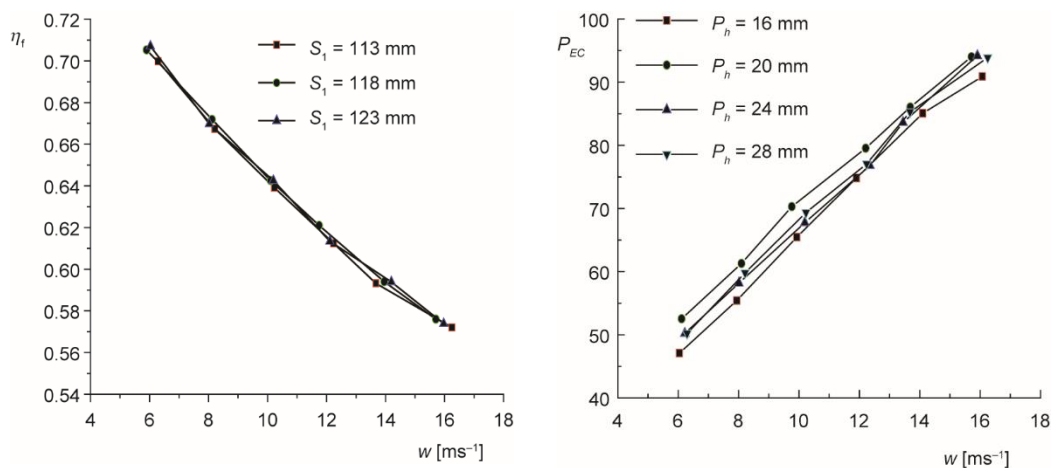 η_f
0.72
0.70
0.68
0.66
0.64
0.62
0.60
0.58
0.56
0.54
4 6 8 10 12 14 16 18
w [ms⁻¹]
S₁ = 113 mm
S₁ = 118 mm
S₁ = 123 mm
P_EC
100
90
80
70
60
50
40
4 6 8 10 12 14 16 18
w [ms⁻¹]
P_h = 16 mm
P_h = 20 mm
P_h = 24 mm
P_h = 28 mm